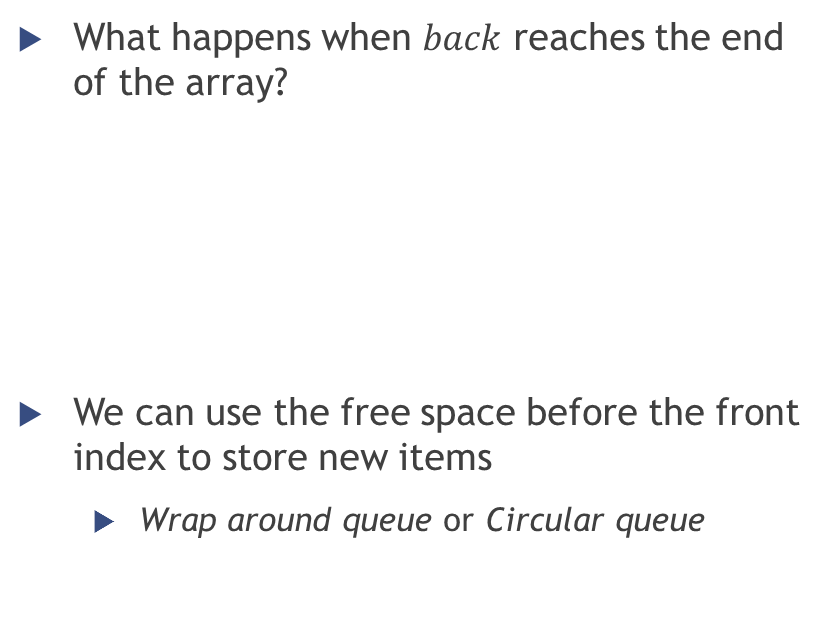 What happens when back reaches the end
of the array?
We can use the free space before the front
index to store new items
Wrap around queue or Circular queue